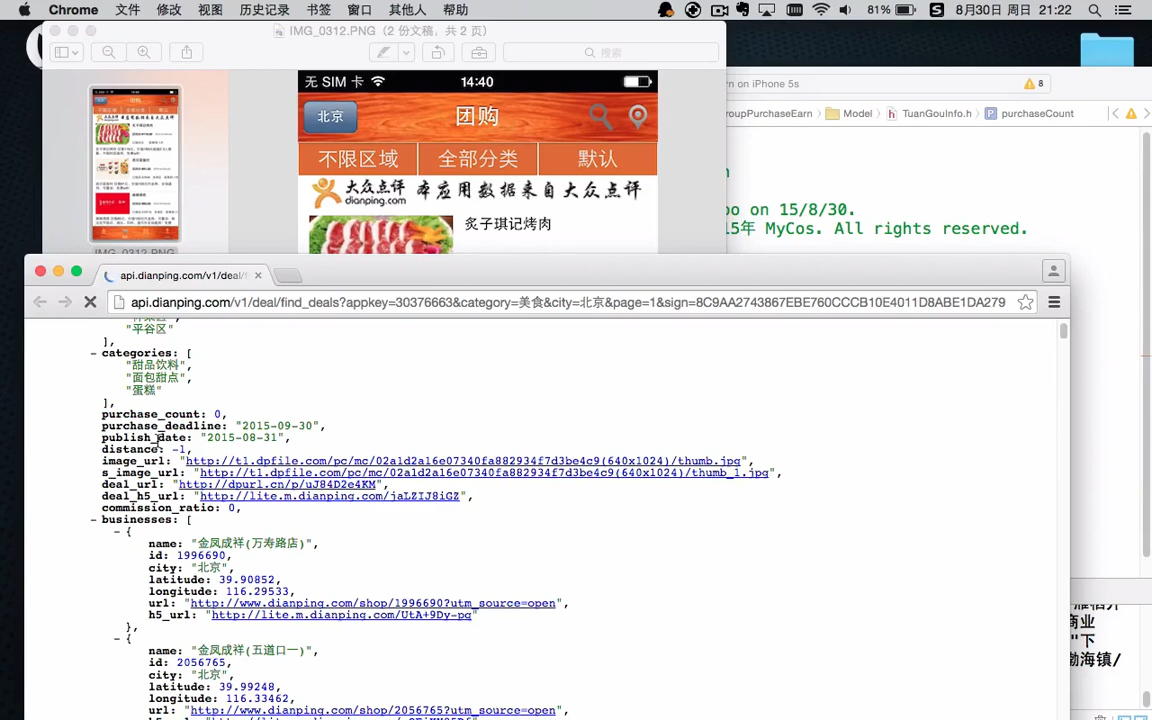 Chrome 文件 修改 视图 历史记录 书签 窗口 其他人 帮助 81% 8月30日 周日 21:22
IMG_0312.PNG（2 份文稿，共 2 页）
搜索
无 SIM 卡 14:40
rn on iPhone 5s 8
北京 团购
roupPurchaseEarn Model TuanGouInfo.h purchaseCount
不限区域 全部分类 默认
大众点评 dianping.com 本应用数据来自大众点评
oo on 15/8/30.
炙子琪记烤肉
15年 MyCos. All rights reserved.
IMG_0312.PNG
api.dianping.com/v1/deal/f
api.dianping.com/v1/deal/find_deals?appkey=30376663&category=美食&city=北京&page=1&sign=8C9AA2743867EBE760CCCB10E4011D8ABE1DA279
"平谷区"
],
− categories: [
"甜品饮料",
"面包甜点",
"蛋糕"
],
purchase_count: 0,
purchase_deadline: "2015-09-30",
publish_date: "2015-08-31",
distance: -1,
image_url: "http://t1.dpfile.com/pc/mc/02a1d2a16e07340fa882934f7d3be4c9(640x1024)/thumb.jpg",
s_image_url: "http://t1.dpfile.com/pc/mc/02a1d2a16e07340fa882934f7d3be4c9(640x1024)/thumb_1.jpg",
deal_url: "http://dpurl.cn/p/uJ84D2e4KM",
deal_h5_url: "http://lite.m.dianping.com/jaLZIJ8iGZ",
commission_ratio: 0,
− businesses: [
− {
name: "金凤成祥(万寿路店)",
id: 1996690,
city: "北京",
latitude: 39.90852,
longitude: 116.29533,
url: "http://www.dianping.com/shop/1996690?utm_source=open",
h5_url: "http://lite.m.dianping.com/UtA+9Dy-pg"
},
− {
name: "金凤成祥(五道口一)",
id: 2056765,
city: "北京",
latitude: 39.99248,
longitude: 116.33462,
url: "http://www.dianping.com/shop/2056765?utm_source=open",
商业
"下
渤海镇/